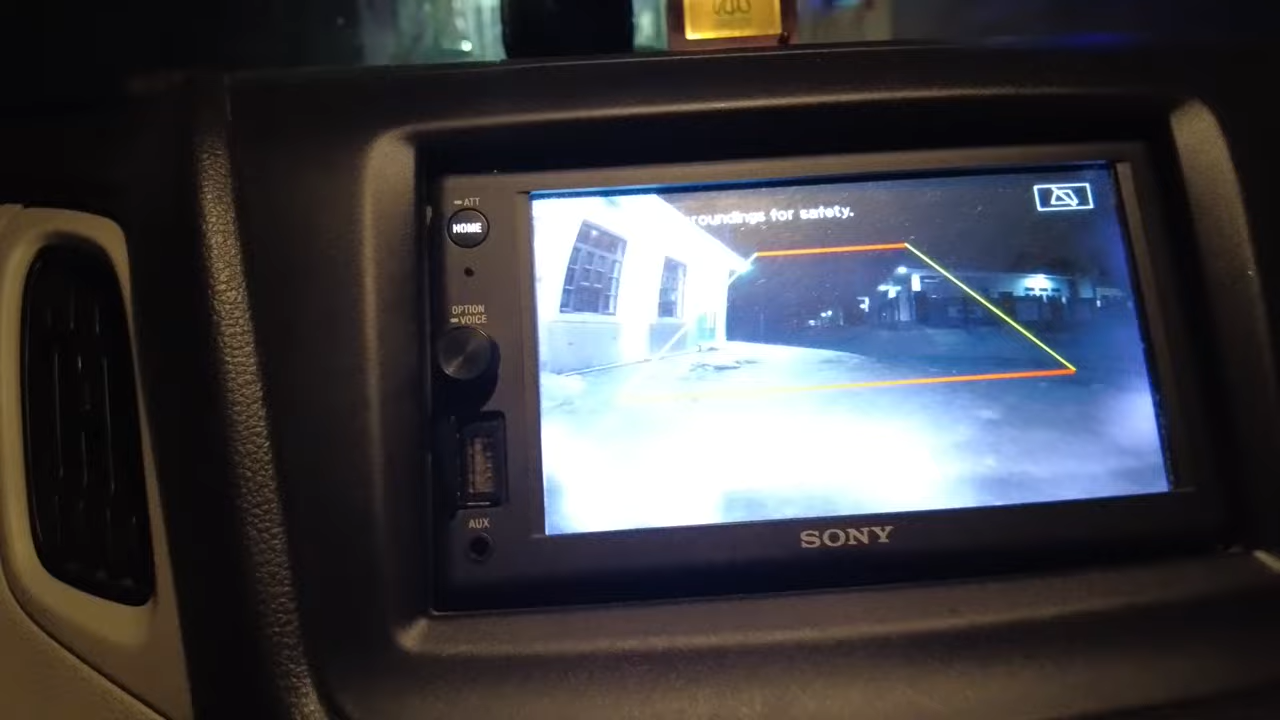 ATT
HOME
roundings for safety.
OPTION
VOICE
AUX
SONY